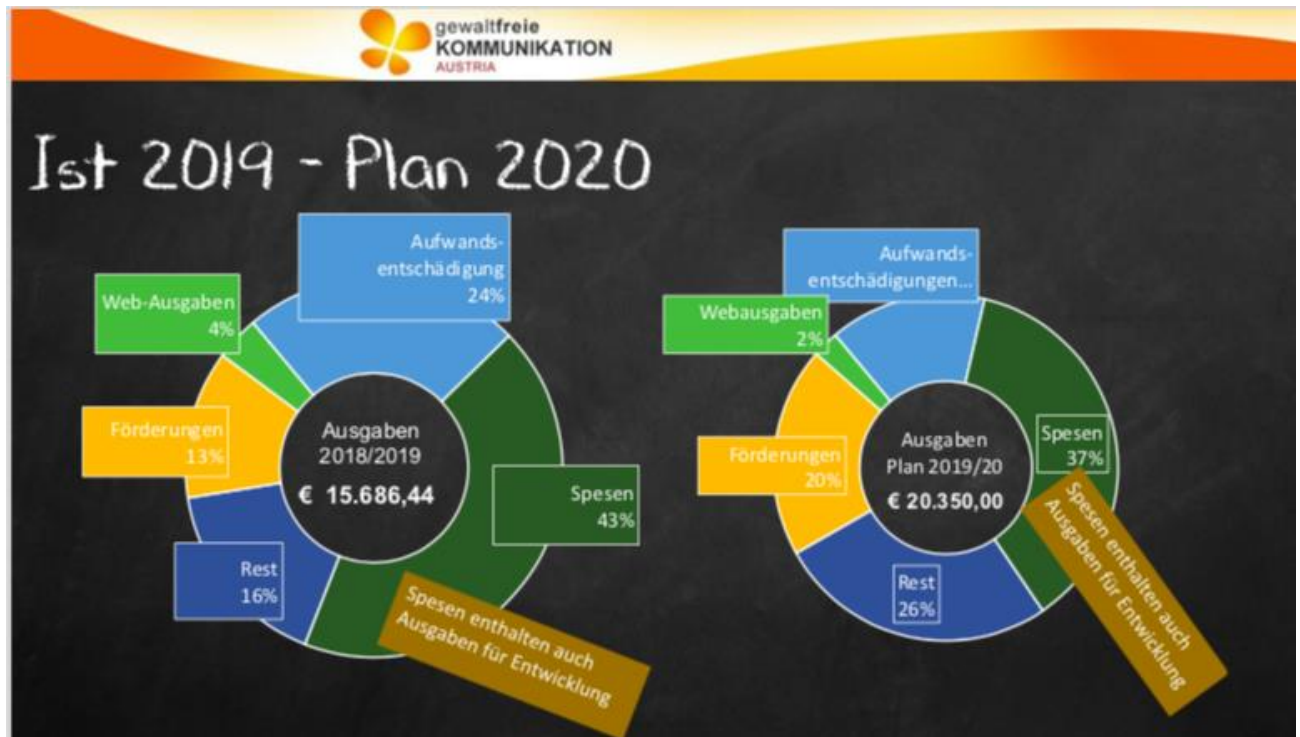 gewaltfreie
KOMMUNIKATION
AUSTRIA
Ist 2019 - Plan 2020
Aufwands-
entschädigung
24%
Web-Ausgaben
4%
Förderungen
13%
Ausgaben
2018/2019
€ 15.686,44
Spesen
43%
Rest
16%
Spesen enthalten auch
Ausgaben für Entwicklung
Aufwands-
entschädigungen...
Webausgaben
2%
Förderungen
20%
Ausgaben
Plan 2019/20
€ 20.350,00
Spesen
37%
Rest
26%
Spesen enthalten auch
Ausgaben für Entwicklung